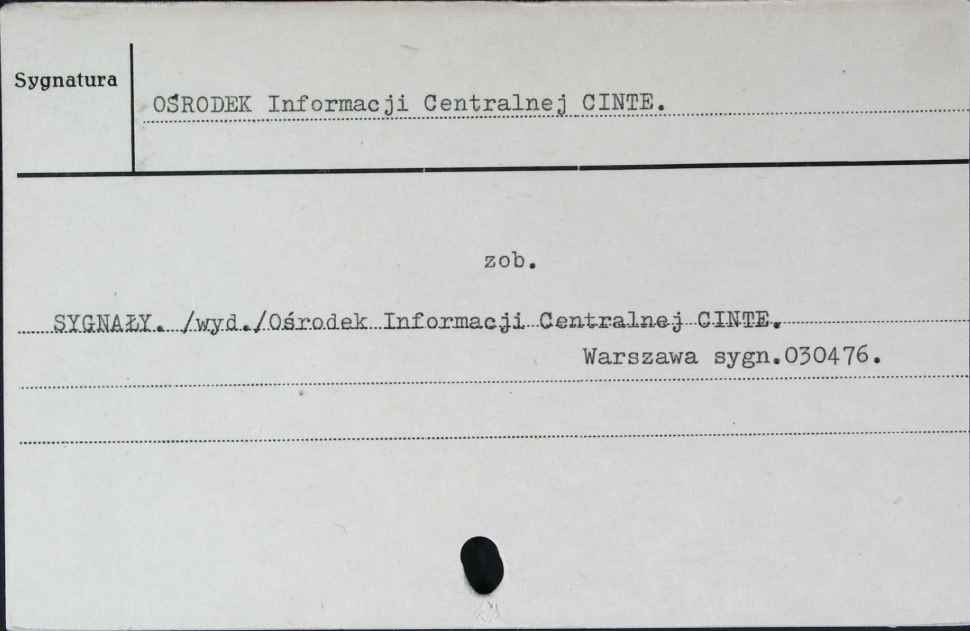 Sygnatura
OŚRODEK Informacji Centralnej CINTE.
zob.
SYGNAŁY. /wyd./Ośrodek Informacji Centralnej CINTE.
Warszawa sygn.030476.